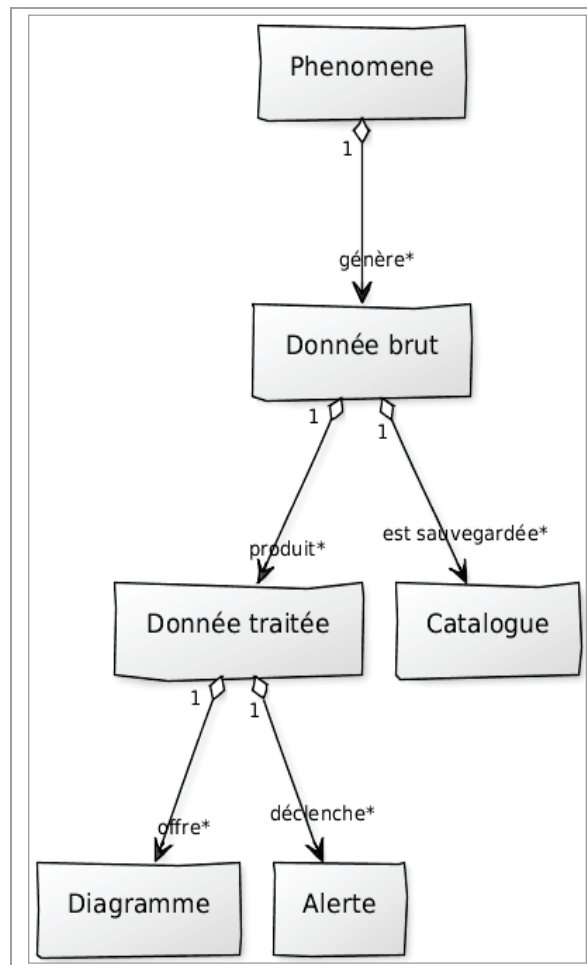 Phenomene
1
génère*
Donnée brut
1
1
produit*
est sauvegardée*
Donnée traitée
Catalogue
1
1
offre*
déclenche*
Diagramme
Alerte